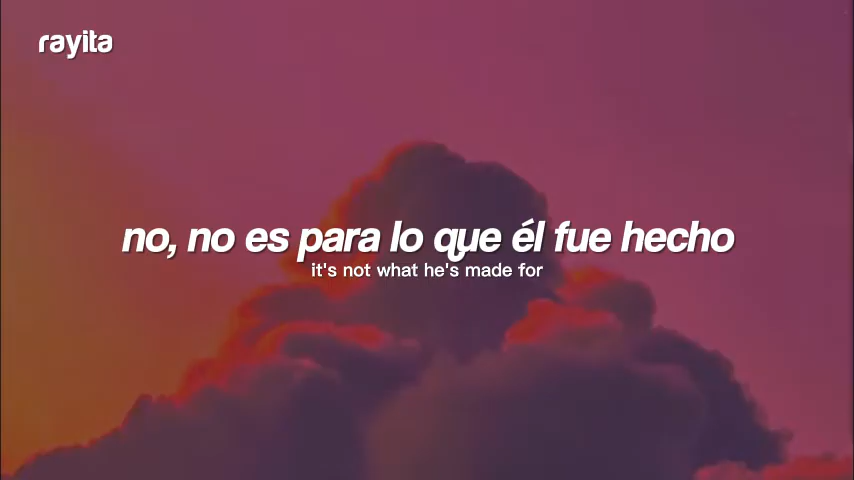 rayita
no, no es para lo que él fue hecho
it's not what he's made for